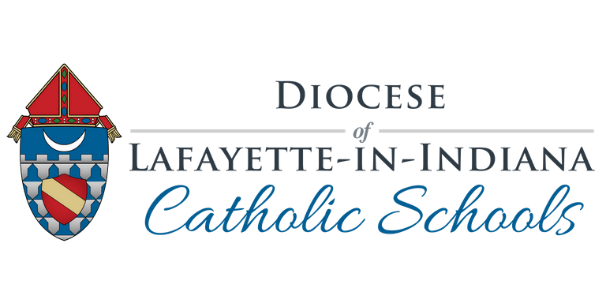 Diocese
of
Lafayette-in-Indiana
Catholic Schools